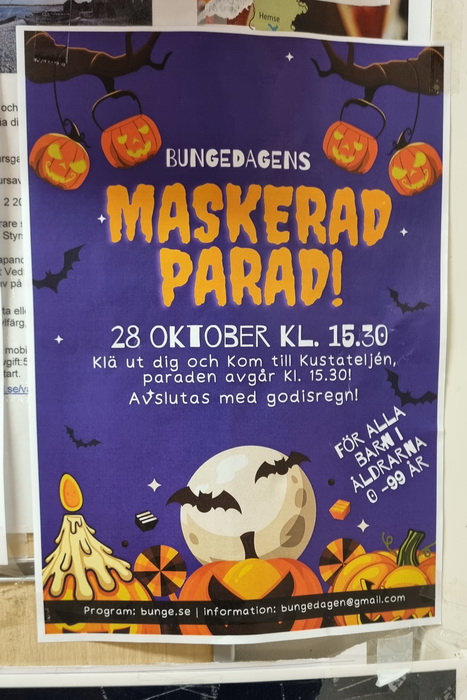 Hemse
BUNGEDAGENS
MASKERAD
PARAD!
28 OKTOBER KL. 15.30
Klä ut dig och Kom till Kustateljén,
paraden avgår Kl. 15.30!
Avslutas med godisregn!
FÖR ALLA
BARN I
ÅLDRARNA
0-99 ÅR
Program: bunge.se | information: bungedagen@gmail.com